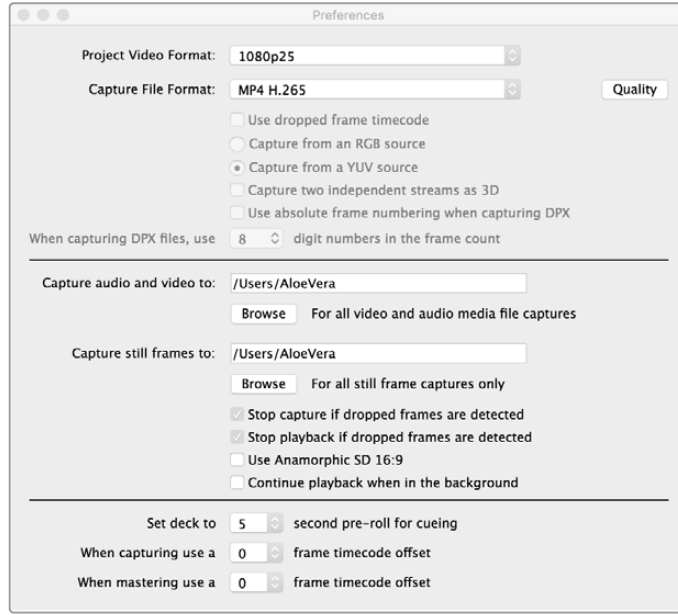 Preferences
Project Video Format: 1080p25
Capture File Format: MP4 H.265 Quality
Use dropped frame timecode
Capture from an RGB source
Capture from a YUV source
Capture two independent streams as 3D
Use absolute frame numbering when capturing DPX
When capturing DPX files, use 8 digit numbers in the frame count
Capture audio and video to: /Users/AloeVera
Browse For all video and audio media file captures
Capture still frames to: /Users/AloeVera
Browse For all still frame captures only
Stop capture if dropped frames are detected
Stop playback if dropped frames are detected
Use Anamorphic SD 16:9
Continue playback when in the background
Set deck to 5 second pre-roll for cueing
When capturing use a 0 frame timecode offset
When mastering use a 0 frame timecode offset